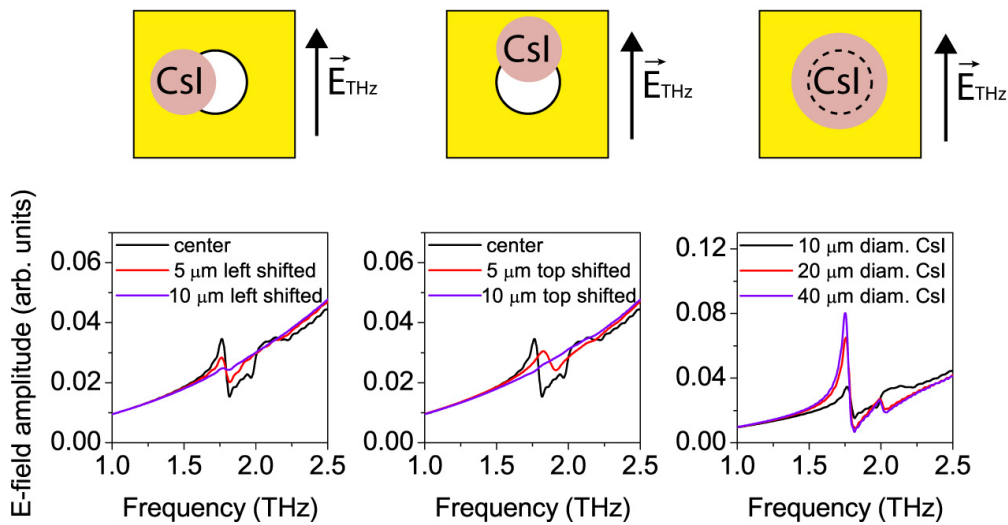 CsI
E THz
CsI
E THz
CsI
E THz
E-field amplitude (arb. units)
center
5 μm left shifted
10 μm left shifted
0.06
0.04
0.02
0.00
1.0 1.5 2.0 2.5
Frequency (THz)
center
5 μm top shifted
10 μm top shifted
0.06
0.04
0.02
0.00
1.0 1.5 2.0 2.5
Frequency (THz)
10 μm diam. CsI
20 μm diam. CsI
40 μm diam. CsI
0.12
0.08
0.04
0.00
1.0 1.5 2.0 2.5
Frequency (THz)